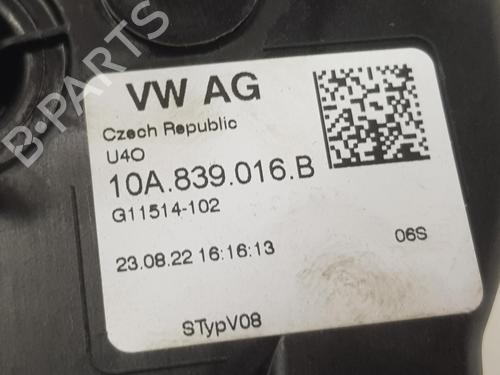 B-PARTS
VW AG
Czech Republic
U4O
10A.839.016.B
G11514-102
23.08.22 16:16:13
06S
STypV08